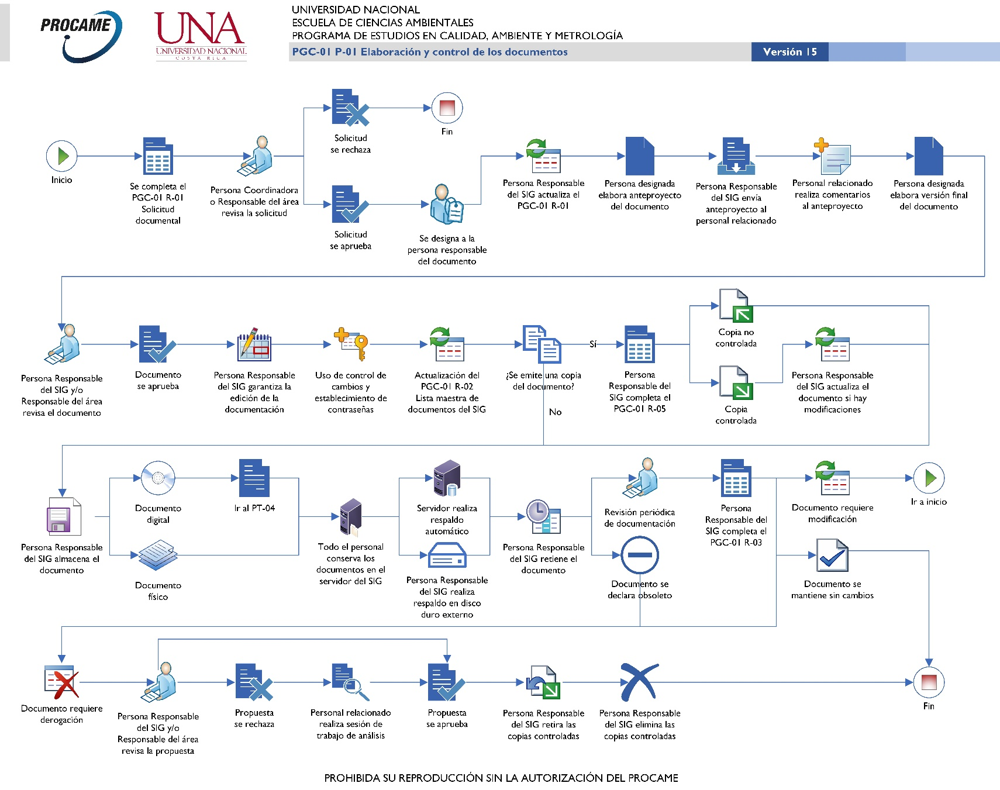 PROCAME
UNA
UNIVERSIDAD NACIONAL
COSTA RICA
UNIVERSIDAD NACIONAL
ESCUELA DE CIENCIAS AMBIENTALES
PROGRAMA DE ESTUDIOS EN CALIDAD, AMBIENTE Y METROLOGÍA
PGC-01 P-01 Elaboración y control de los documentos
Versión 15
Inicio
Se completa el
PGC-01 R-01
Solicitud
documental
Persona Coordinadora
o Responsable del área
revisa la solicitud
Solicitud
se rechaza
Fin
Solicitud
se aprueba
Se designa a la
persona responsable
del documento
Persona Responsable
del SIG actualiza el
PGC-01 R-01
Persona designada
elabora anteproyecto
del documento
Persona Responsable
del SIG envía
anteproyecto al
personal relacionado
Personal relacionado
realiza comentarios
al anteproyecto
Persona designada
elabora versión final
del documento
Persona Responsable
del SIG y/o
Responsable del área
revisa el documento
Documento
se aprueba
Persona Responsable
del SIG garantiza la
edición de la
documentación
Uso de control de
cambios y
establecimiento de
contraseñas
Actualización del
PGC-01 R-02
Lista maestra de
documentos del SIG
¿Se emite una copia
del documento?
Sí
No
Persona
Responsable del
SIG completa el
PGC-01 R-05
Copia no
controlada
Copia
controlada
Persona Responsable
del SIG actualiza el
documento si hay
modificaciones
Persona Responsable
del SIG almacena el
documento
Documento
digital
Documento
físico
Ir al PT-04
Todo el personal
conserva los
documentos en el
servidor del SIG
Servidor realiza
respaldo
automático
Persona Responsable
del SIG realiza
respaldo en disco
duro externo
Persona Responsable
del SIG retiene el
documento
Revisión periódica
de documentación
Documento se
declara obsoleto
Persona
Responsable del
SIG completa el
PGC-01 R-03
Documento requiere
modificación
Ir a inicio
Documento se
mantiene sin cambios
Documento requiere
derogación
Persona Responsable
del SIG y/o
Responsable del área
revisa la propuesta
Propuesta
se rechaza
Personal relacionado
realiza sesión de
trabajo de análisis
Propuesta
se aprueba
Persona Responsable
del SIG retira las
copias controladas
Persona Responsable
del SIG elimina las
copias controladas
Fin
PROHIBIDA SU REPRODUCCIÓN SIN LA AUTORIZACIÓN DEL PROCAME